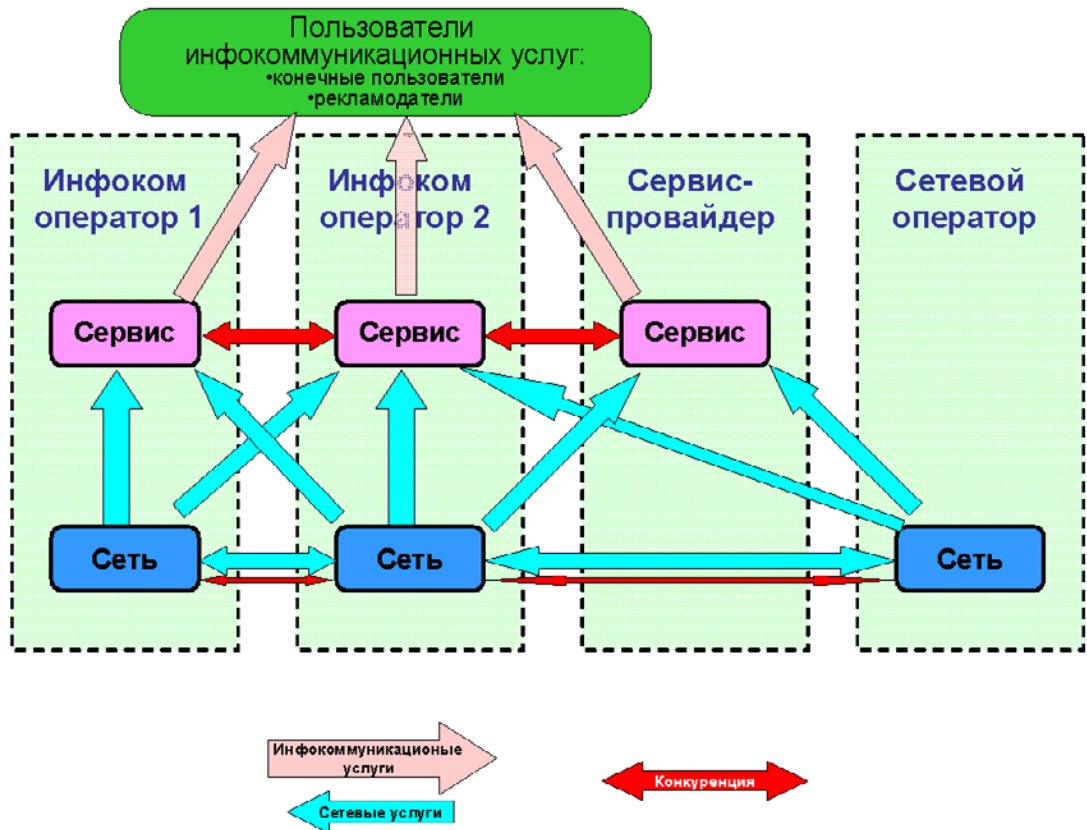 Пользователи
инфокоммуникационных услуг:
•конечные пользователи
•рекламодатели
Инфоком
оператор 1
Инфоком
оператор 2
Сервис-
провайдер
Сетевой
оператор
Сервис
Сервис
Сервис
Сеть
Сеть
Сеть
Инфокоммуникационые
услуги
Конкуренция
Сетевые услуги